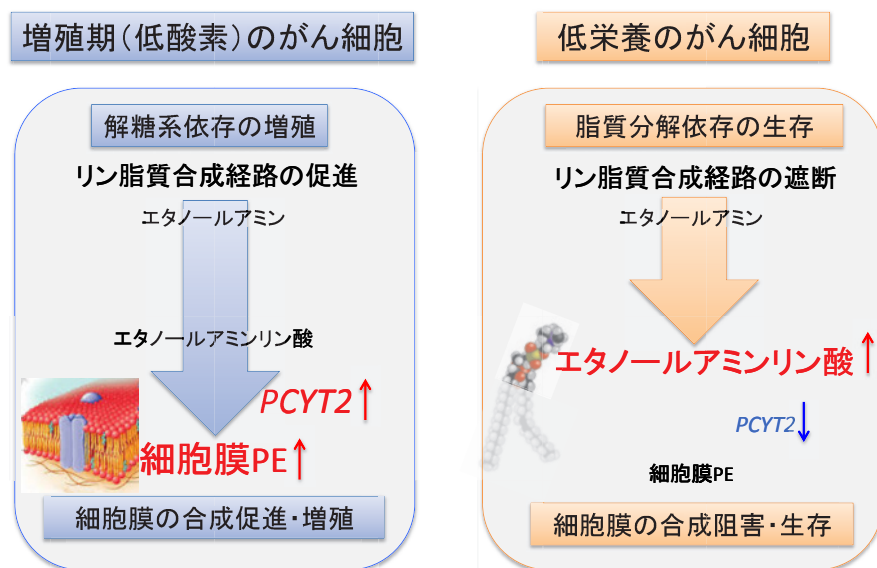 増殖期（低酸素）のがん細胞
解糖系依存の増殖
リン脂質合成経路の促進
エタノールアミン
エタノールアミンリン酸
PCYT2↑
細胞膜PE↑
細胞膜の合成促進・増殖
低栄養のがん細胞
脂質分解依存の生存
リン脂質合成経路の遮断
エタノールアミン
エタノールアミンリン酸↑
PCYT2↓
細胞膜PE
細胞膜の合成阻害・生存